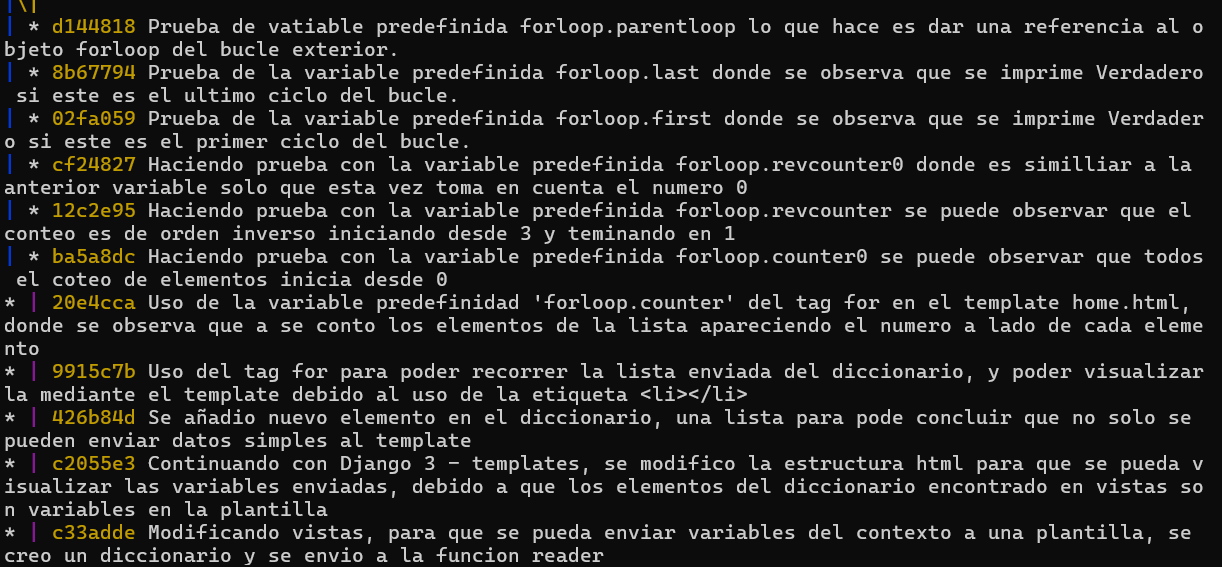 |\|
| * d144818 Prueba de vatiable predefinida forloop.parentloop lo que hace es dar una referencia al o
bjeto forloop del bucle exterior.
| * 8b67794 Prueba de la variable predefinida forloop.last donde se observa que se imprime Verdadero
 si este es el ultimo ciclo del bucle.
| * 02fa059 Prueba de la variable predefinida forloop.first donde se observa que se imprime Verdader
o si este es el primer ciclo del bucle.
| * cf24827 Haciendo prueba con la variable predefinida forloop.revcounter0 donde es similliar a la
anterior variable solo que esta vez toma en cuenta el numero 0
| * 12c2e95 Haciendo prueba con la variable predefinida forloop.revcounter se puede observar que el
conteo es de orden inverso iniciando desde 3 y teminando en 1
| * ba5a8dc Haciendo prueba con la variable predefinida forloop.counter0 se puede observar que todos
 el coteo de elementos inicia desde 0
* | 20e4cca Uso de la variable predefinidad 'forloop.counter' del tag for en el template home.html,
donde se observa que a se conto los elementos de la lista apareciendo el numero a lado de cada eleme
nto
* | 9915c7b Uso del tag for para poder recorrer la lista enviada del diccionario, y poder visualizar
la mediante el template debido al uso de la etiqueta <li></li>
* | 426b84d Se añadio nuevo elemento en el diccionario, una lista para pode concluir que no solo se
pueden enviar datos simples al template
* | c2055e3 Continuando con Django 3 - templates, se modifico la estructura html para que se pueda v
isualizar las variables enviadas, debido a que los elementos del diccionario encontrado en vistas so
n variables en la plantilla
* | c33adde Modificando vistas, para que se pueda enviar variables del contexto a una plantilla, se
creo un diccionario y se envio a la funcion reader